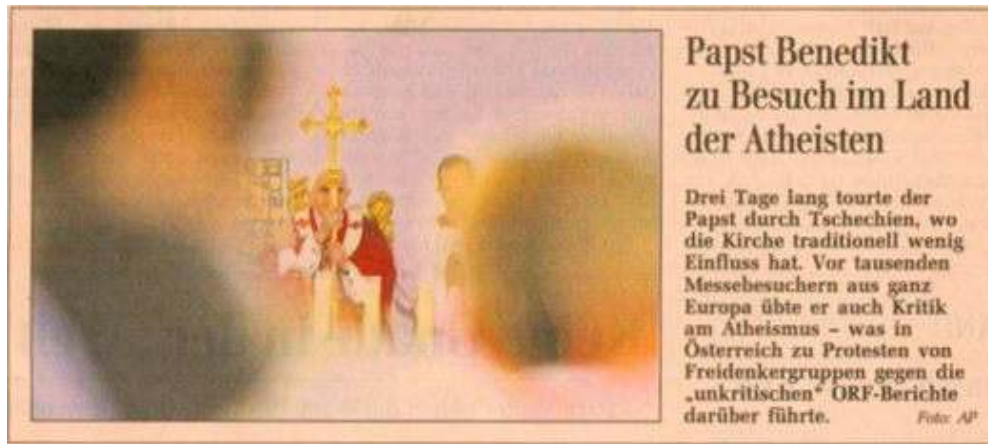 Papst Benedikt
zu Besuch im Land
der Atheisten
Drei Tage lang tourte der
Papst durch Tschechien, wo
die Kirche traditionell wenig
Einfluss hat. Vor tausenden
Messebesuchern aus ganz
Europa übte er auch Kritik
am Atheismus – was in
Österreich zu Protesten von
Freidenkergruppen gegen die
„unkritischen“ ORF-Berichte
darüber führte. Foto: AP